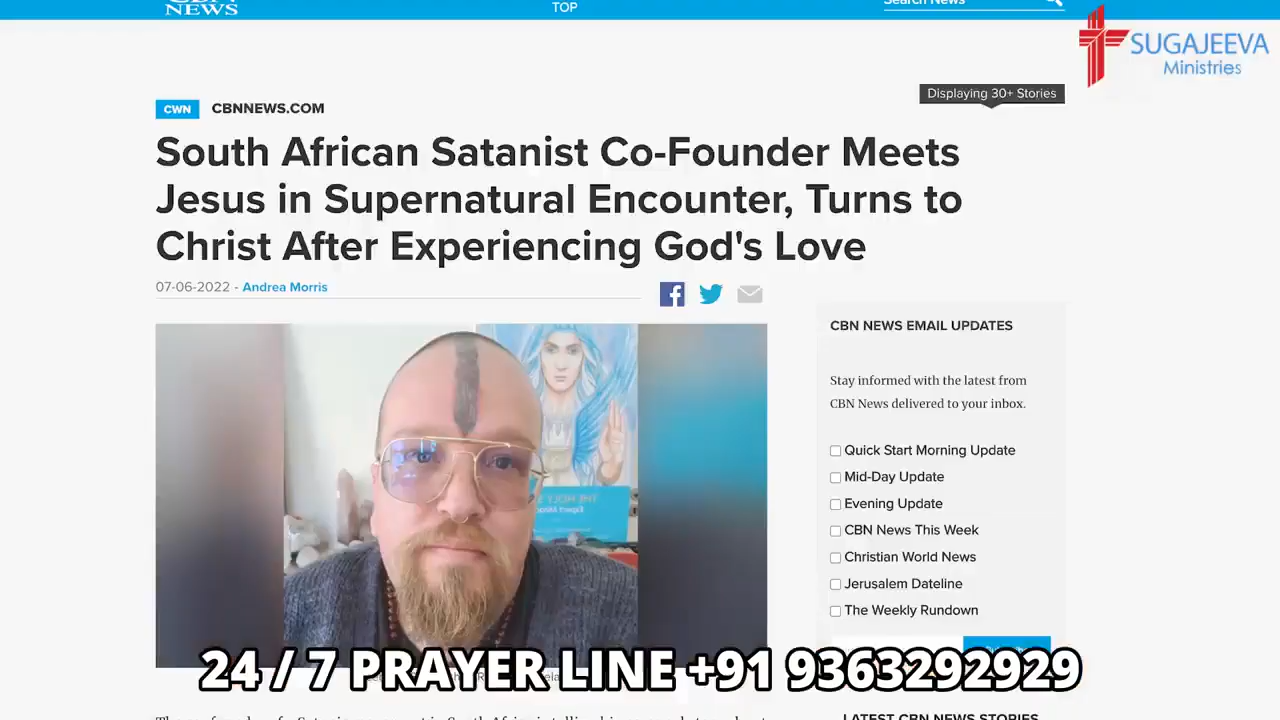 CBN
NEWS
TOP
Search News
SUGAJEEVA
Ministries
Displaying 30+ Stories
CWN CBNNEWS.COM
South African Satanist Co-Founder Meets
Jesus in Supernatural Encounter, Turns to
Christ After Experiencing God's Love
07-06-2022 - Andrea Morris
CBN NEWS EMAIL UPDATES
Stay informed with the latest from
CBN News delivered to your inbox.
Quick Start Morning Update
Mid-Day Update
Evening Update
CBN News This Week
Christian World News
Jerusalem Dateline
The Weekly Rundown
24 / 7 PRAYER LINE +91 9363292929
LATEST CBN NEWS STORIES